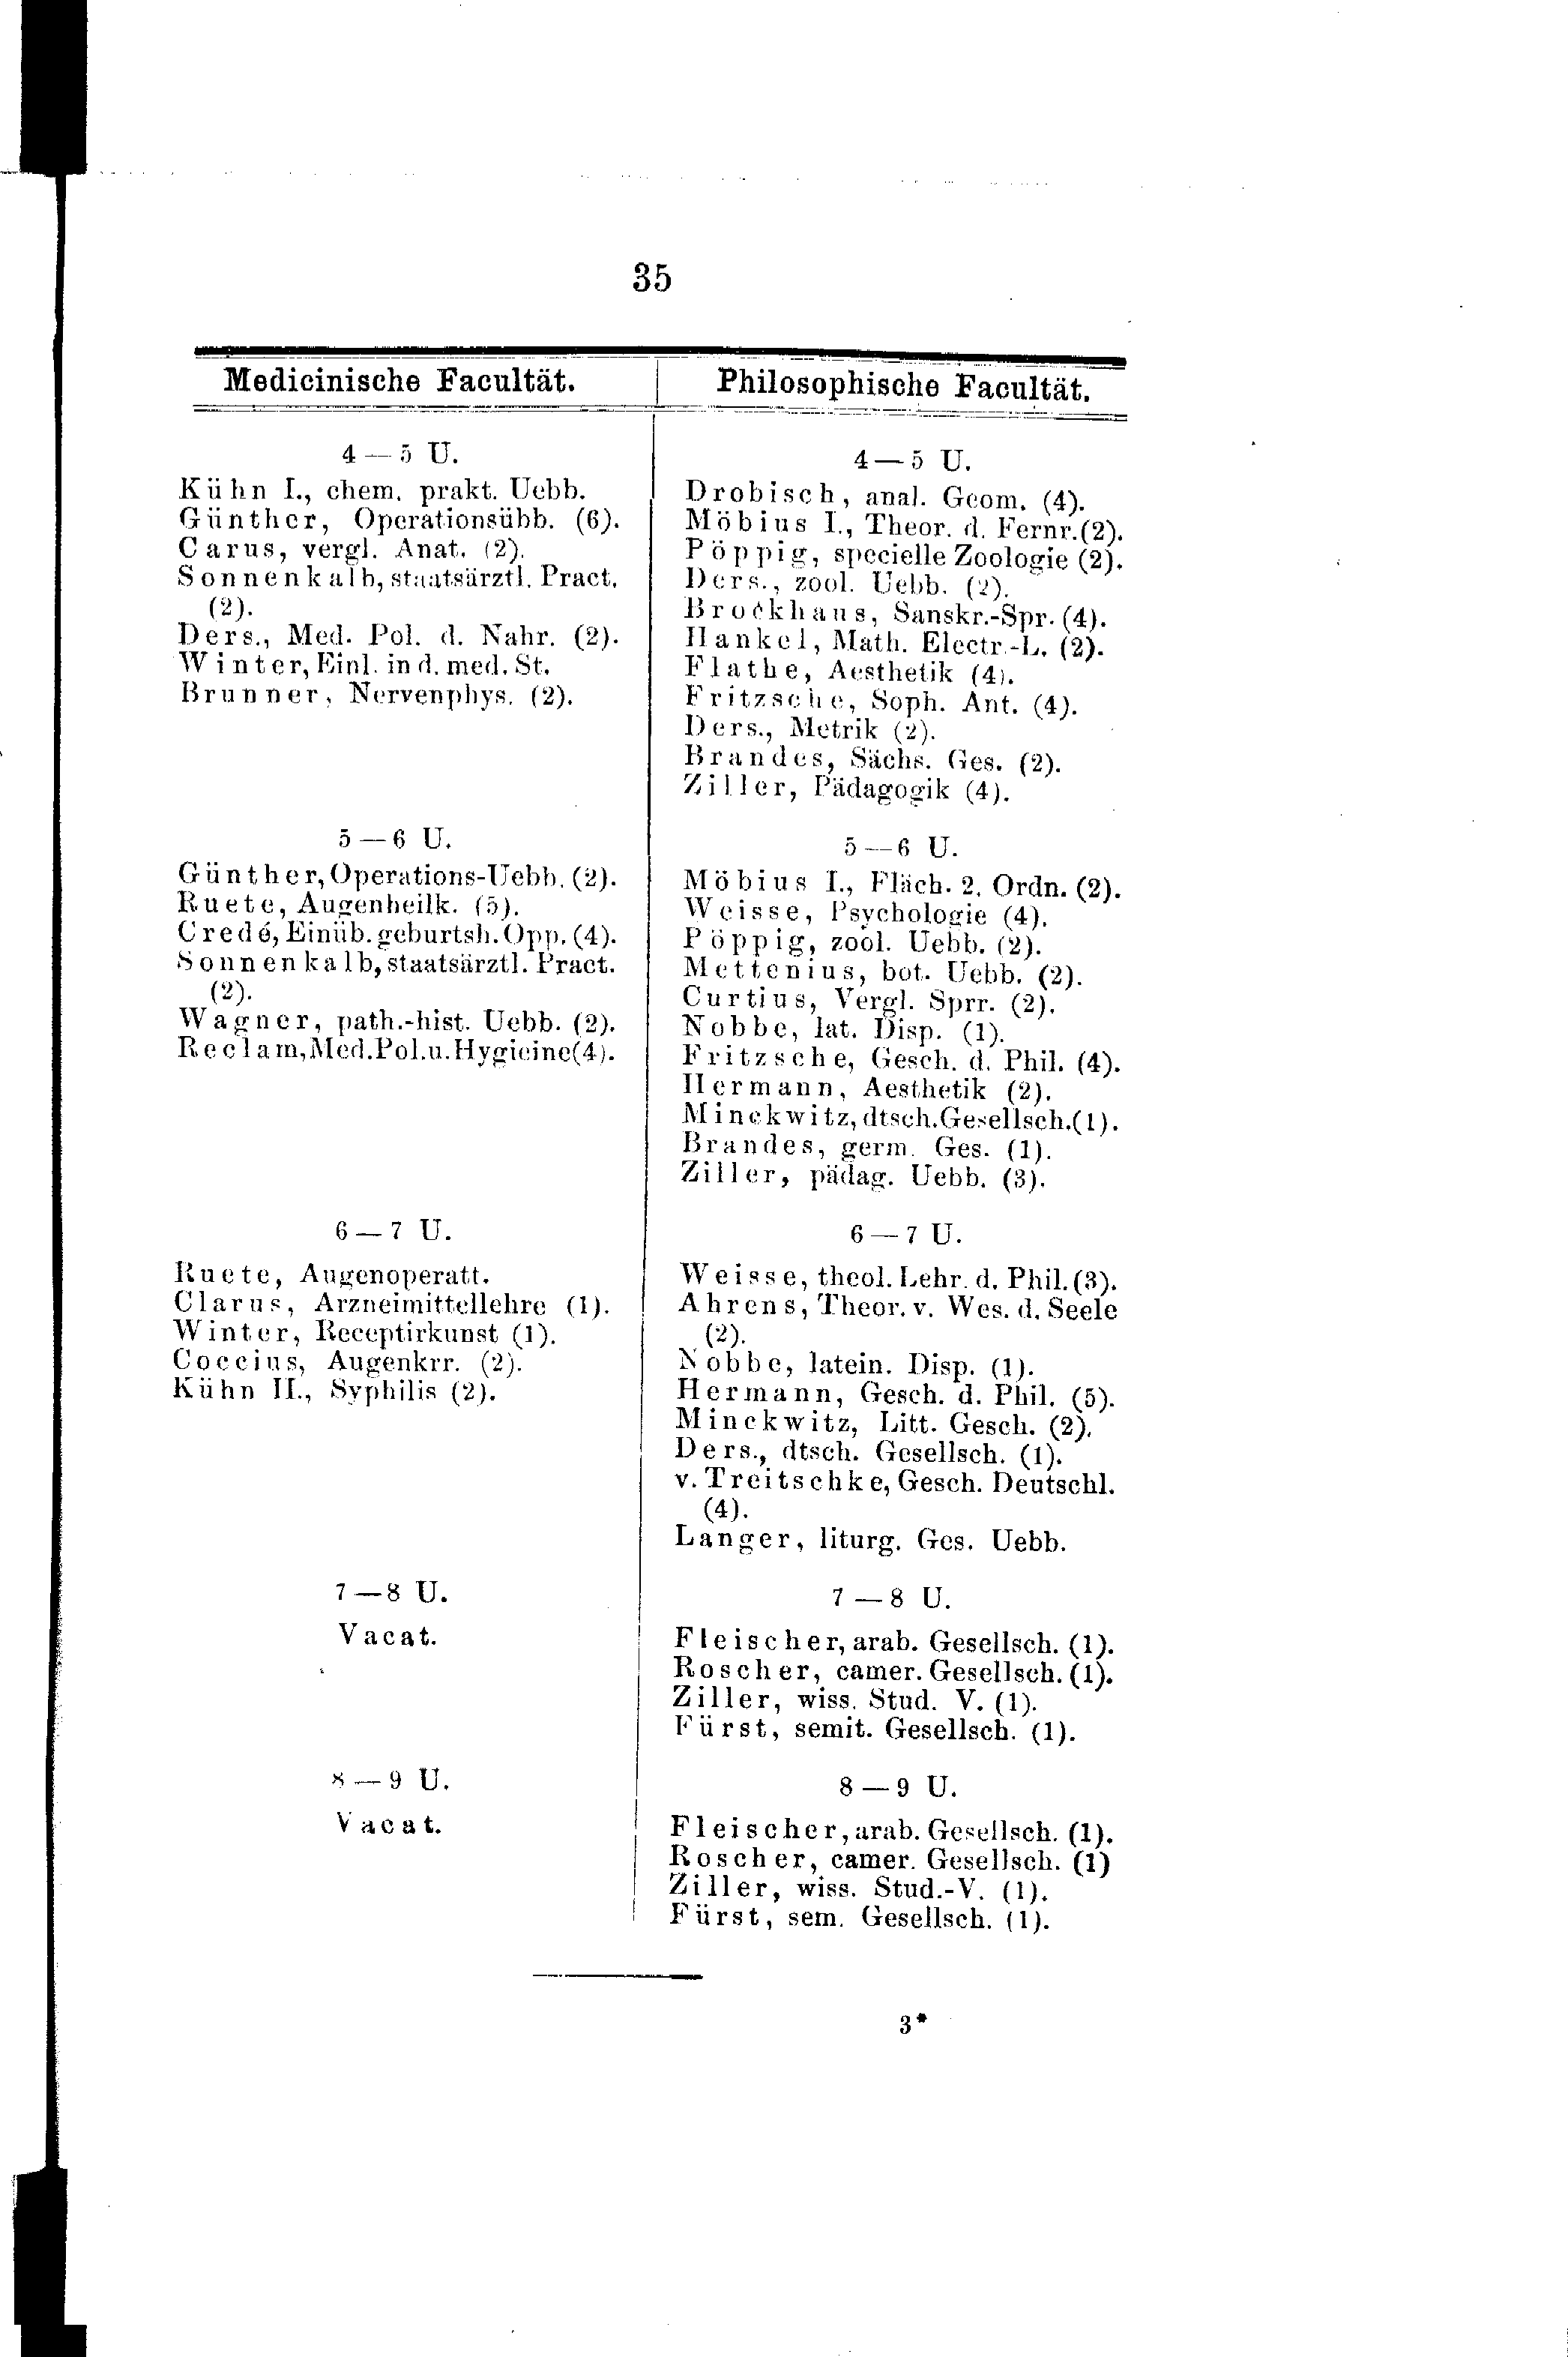 35
Medicinische Facultät.
4 — 5 U.
Kühn I., chem. prakt. Uebb.
Günther, Operationsübb. (6).
Carus, vergl. Anat. (2).
Sonnenkalb, staatsärztl. Pract.
(2).
Ders., Med. Pol. d. Nahr. (2).
Winter, Einl. in d. med. St.
Brunner, Nervenphys. (2).
5 — 6 U.
Günther, Operations-Uebb. (2).
Ruete, Augenheilk. (5).
Credé, Einüb. geburtsh. Opp. (4).
Sonnenkalb, staatsärztl. Pract.
(2).
Wagner, path.-hist. Uebb. (2).
Reclam, Med. Pol. u. Hygieine (4).
6 — 7 U.
Ruete, Augenoperatt.
Clarus, Arzneimittellehre (1).
Winter, Receptirkunst (1).
Coccius, Augenkrr. (2).
Kühn II., Syphilis (2).
7 — 8 U.
Vacat.
8 — 9 U.
Vacat.
Philosophische Facultät.
4 — 5 U.
Drobisch, anal. Geom. (4).
Möbius I., Theor. d. Fernr. (2).
Pöppig, specielle Zoologie (2).
Ders., zool. Uebb. (2).
Brockhaus, Sanskr.-Spr. (4).
Hankel, Math. Electr.-L. (2).
Flathe, Aesthetik (4).
Fritzsche, Soph. Ant. (4).
Ders., Metrik (2).
Brandes, Sächs. Ges. (2).
Ziller, Pädagogik (4).
5 — 6 U.
Möbius I., Fläch. 2. Ordn. (2).
Weisse, Psychologie (4).
Pöppig, zool. Uebb. (2).
Mettenius, bot. Uebb. (2).
Curtius, Vergl. Sprr. (2).
Nobbe, lat. Disp. (1).
Fritzsche, Gesch. d. Phil. (4).
Hermann, Aesthetik (2).
Minckwitz, dtsch. Gesellsch. (1).
Brandes, germ. Ges. (1).
Ziller, pädag. Uebb. (3).
6 — 7 U.
Weisse, theol. Lehr. d. Phil. (3).
Ahrens, Theor. v. Wes. d. Seele
(2).
Nobbe, latein. Disp. (1).
Hermann, Gesch. d. Phil. (5).
Minckwitz, Litt. Gesch. (2).
Ders., dtsch. Gesellsch. (1).
v. Treitschke, Gesch. Deutschl.
(4).
Langer, liturg. Ges. Uebb.
7 — 8 U.
Fleischer, arab. Gesellsch. (1).
Roscher, camer. Gesellsch. (1).
Ziller, wiss. Stud. V. (1).
Fürst, semit. Gesellsch. (1).
8 — 9 U.
Fleischer, arab. Gesellsch. (1).
Roscher, camer. Gesellsch. (1)
Ziller, wiss. Stud.-V. (1).
Fürst, sem. Gesellsch. (1).
3*